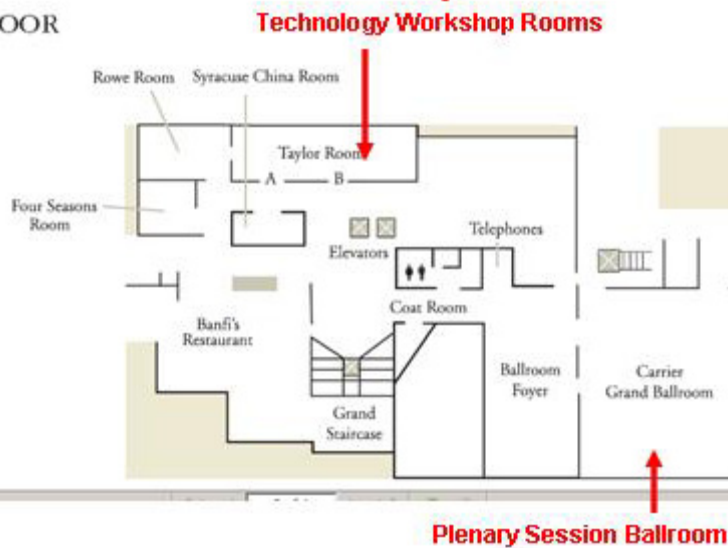 OOR
Technology Workshop Rooms
Rowe Room
Syracuse China Room
Taylor Room
A
B
Four Seasons
Room
Elevators
Telephones
Coat Room
Banfi's
Restaurant
Ballroom
Foyer
Carrier
Grand Ballroom
Grand
Staircase
Plenary Session Ballroom